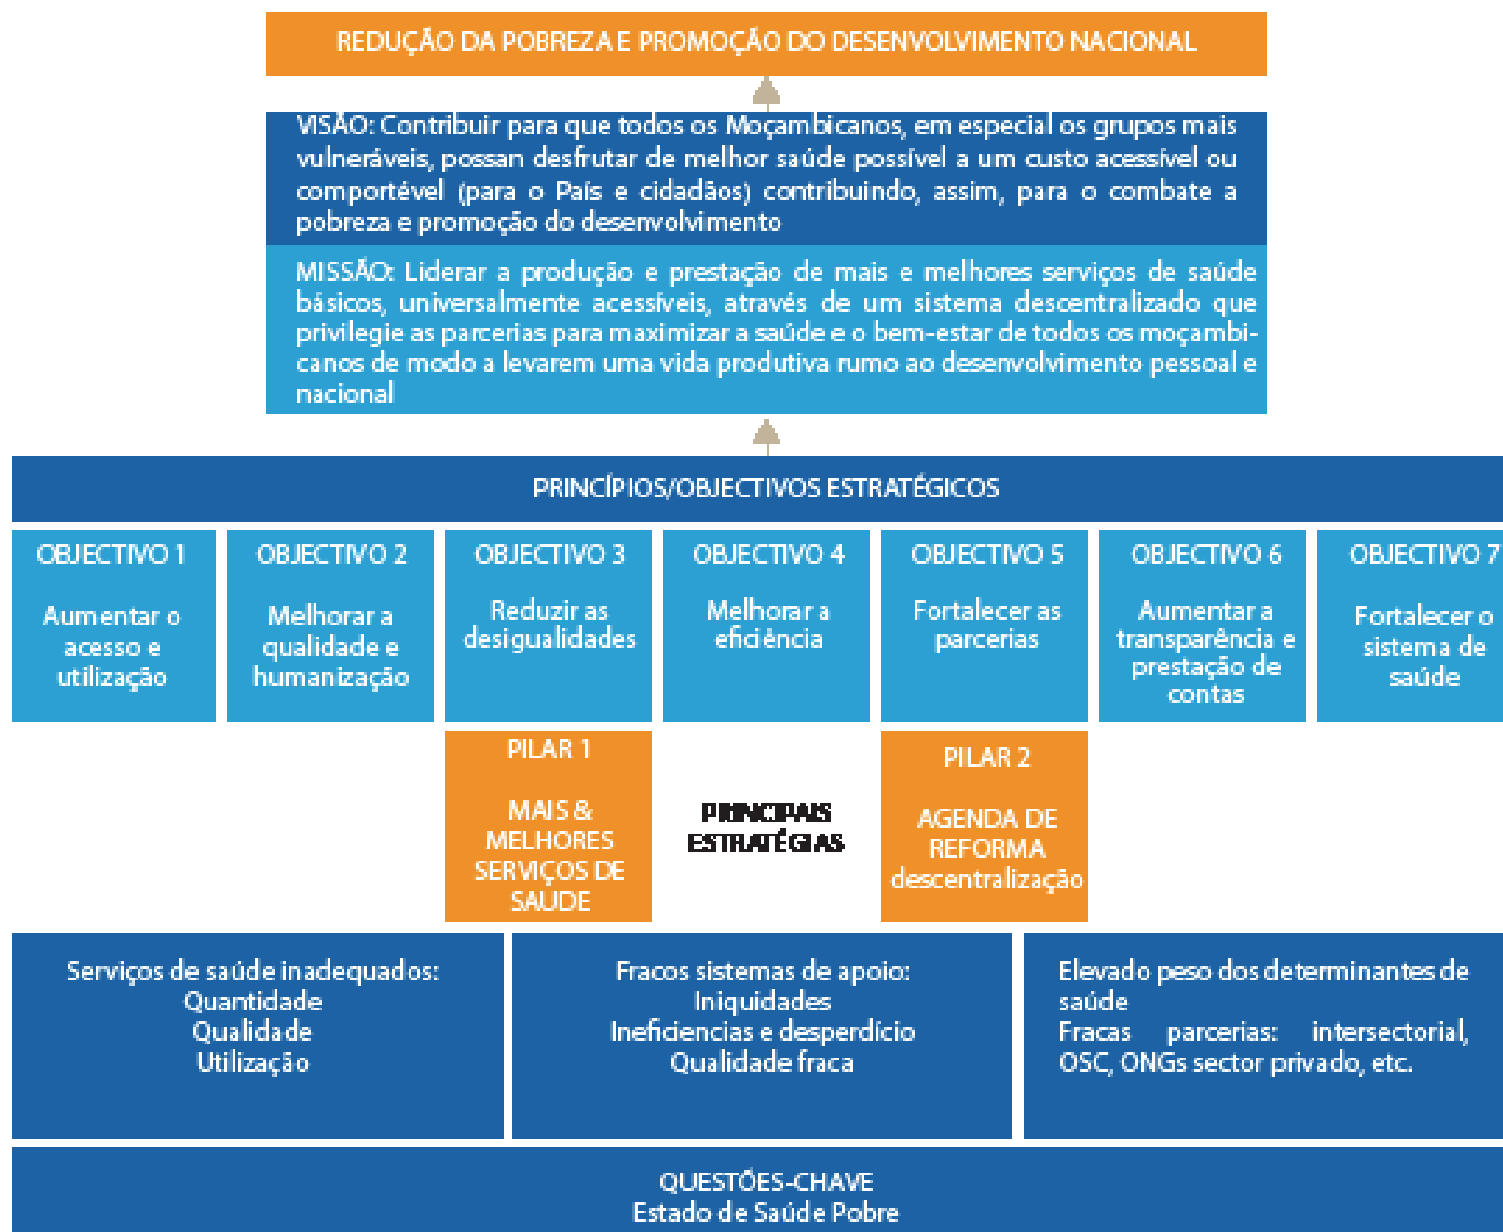 REDUÇÃO DA POBREZA E PROMOÇÃO DO DESENVOLVIMENTO NACIONAL
VISÃO: Contribuir para que todos os Moçambicanos, em especial os grupos mais
vulneráveis, possan desfrutar de melhor saúde possível a um custo acessível ou
comportével (para o País e cidadãos) contribuindo, assim, para o combate a
pobreza e promoção do desenvolvimento
MISSÃO: Liderar a produção e prestação de mais e melhores serviços de saúde
básicos, universalmente acessíveis, através de um sistema descentralizado que
privilegie as parcerias para maximizar a saúde e o bem-estar de todos os moçambi-
canos de modo a levarem uma vida produtiva rumo ao desenvolvimento pessoal e
nacional
PRINCÍPIOS/OBJECTIVOS ESTRATÉGICOS
OBJECTIVO 1
Aumentar o
acesso e
utilização
OBJECTIVO 2
Melhorar a
qualidade e
humanização
OBJECTIVO 3
Reduzir as
desigualdades
OBJECTIVO 4
Melhorar a
eficiência
OBJECTIVO 5
Fortalecer as
parcerias
OBJECTIVO 6
Aumentar a
transparência e
prestação de
contas
OBJECTIVO 7
Fortalecer o
sistema de
saúde
PILAR 1
MAIS &
MELHORES
SERVIÇOS DE
SAUDE
PRINCIPAIS
ESTRATÉGIAS
PILAR 2
AGENDA DE
REFORMA
descentralização
Serviços de saúde inadequados:
Quantidade
Qualidade
Utilização
Fracos sistemas de apoio:
Iniquidades
Ineficiencias e desperdício
Qualidade fraca
Elevado peso dos determinantes de
saúde
Fracas parcerias: intersectorial,
OSC, ONGs sector privado, etc.
QUESTÕES-CHAVE
Estado de Saúde Pobre